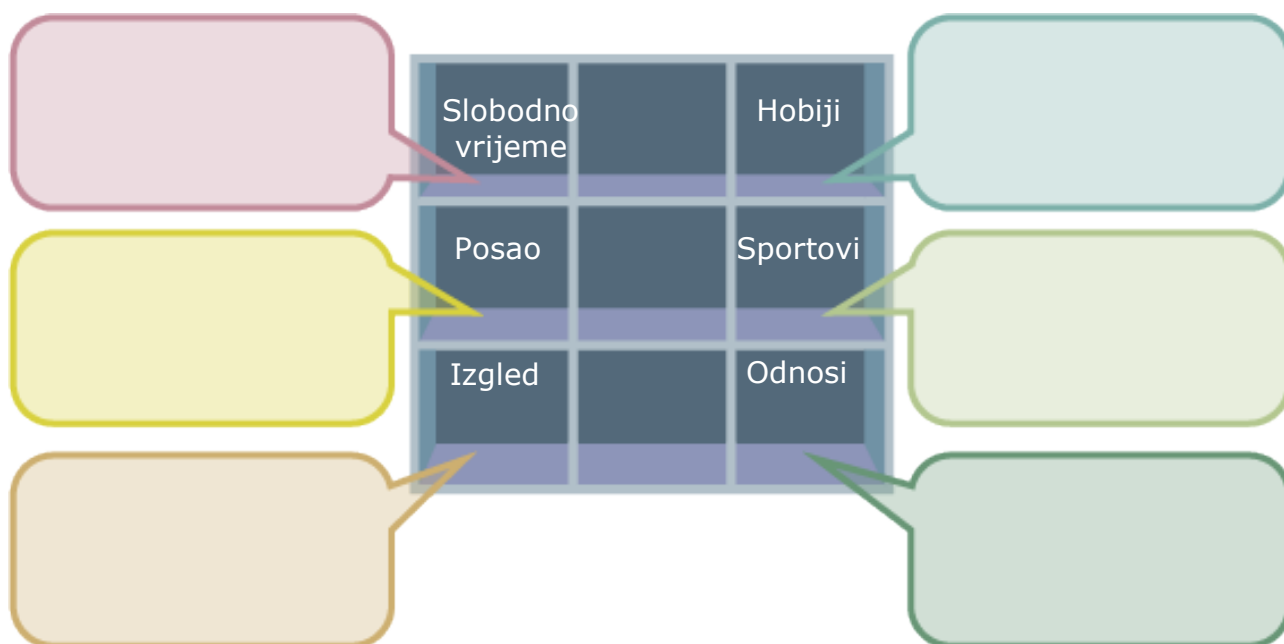 Slobodno
vrijeme
Hobiji
Posao
Sportovi
Izgled
Odnosi